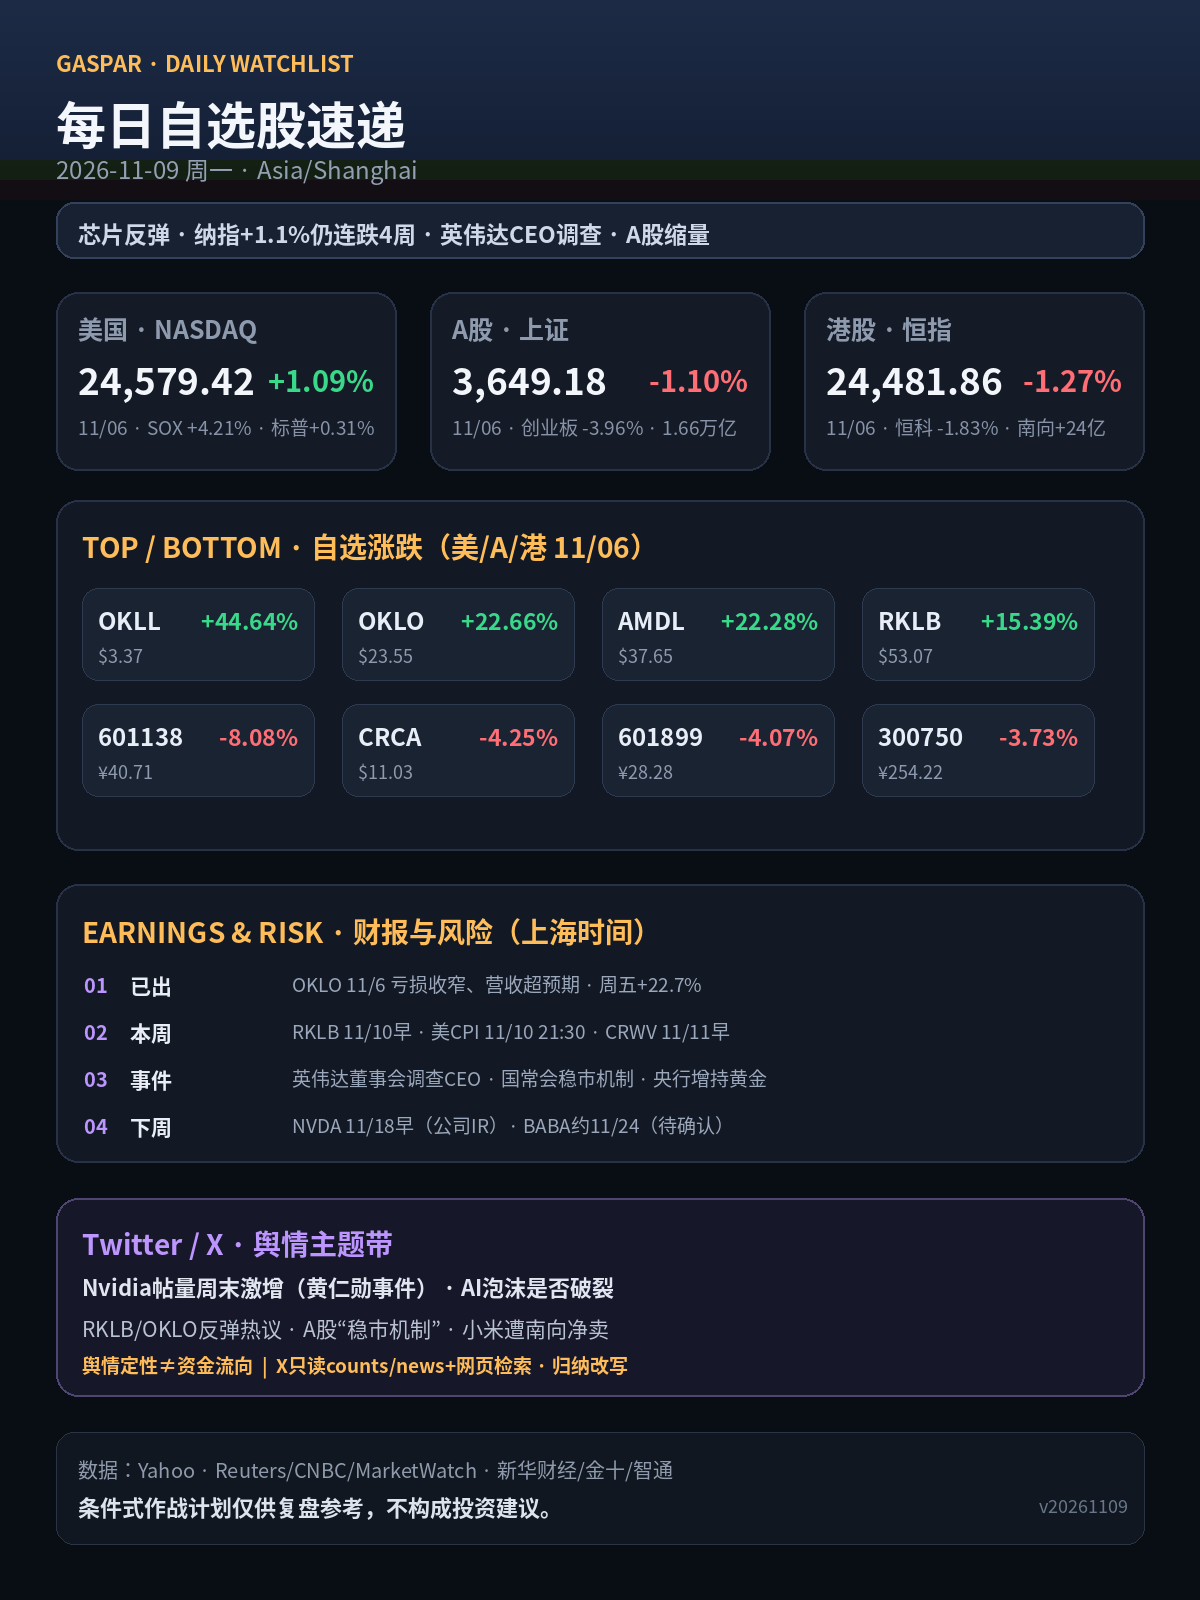 GASPAR · DAILY WATCHLIST
每日自选股速递
2026-11-09 周一 · Asia/Shanghai
芯片反弹 · 纳指+1.1%仍连跌4周 · 英伟达CEO调查 · A股缩量
美国 · NASDAQ
24,579.42 +1.09%
11/06 · SOX +4.21% · 标普+0.31%
A股 · 上证
3,649.18 -1.10%
11/06 · 创业板 -3.96% · 1.66万亿
港股 · 恒指
24,481.86 -1.27%
11/06 · 恒科 -1.83% · 南向+24亿
TOP / BOTTOM · 自选涨跌（美/A/港 11/06）
OKLL +44.64%
$3.37
OKLO +22.66%
$23.55
AMDL +22.28%
$37.65
RKLB +15.39%
$53.07
601138 -8.08%
¥40.71
CRCA -4.25%
$11.03
601899 -4.07%
¥28.28
300750 -3.73%
¥254.22
EARNINGS & RISK · 财报与风险（上海时间）
01 已出 OKLO 11/6 亏损收窄、营收超预期 · 周五+22.7%
02 本周 RKLB 11/10早 · 美CPI 11/10 21:30 · CRWV 11/11早
03 事件 英伟达董事会调查CEO · 国常会稳市机制 · 央行增持黄金
04 下周 NVDA 11/18早（公司IR）· BABA约11/24（待确认）
Twitter / X · 舆情主题带
Nvidia帖量周末激增（黄仁勋事件） · AI泡沫是否破裂
RKLB/OKLO反弹热议 · A股“稳市机制” · 小米遭南向净卖
舆情定性≠资金流向 | X只读counts/news+网页检索 · 归纳改写
数据：Yahoo · Reuters/CNBC/MarketWatch · 新华财经/金十/智通
条件式作战计划仅供复盘参考，不构成投资建议。
v20261109